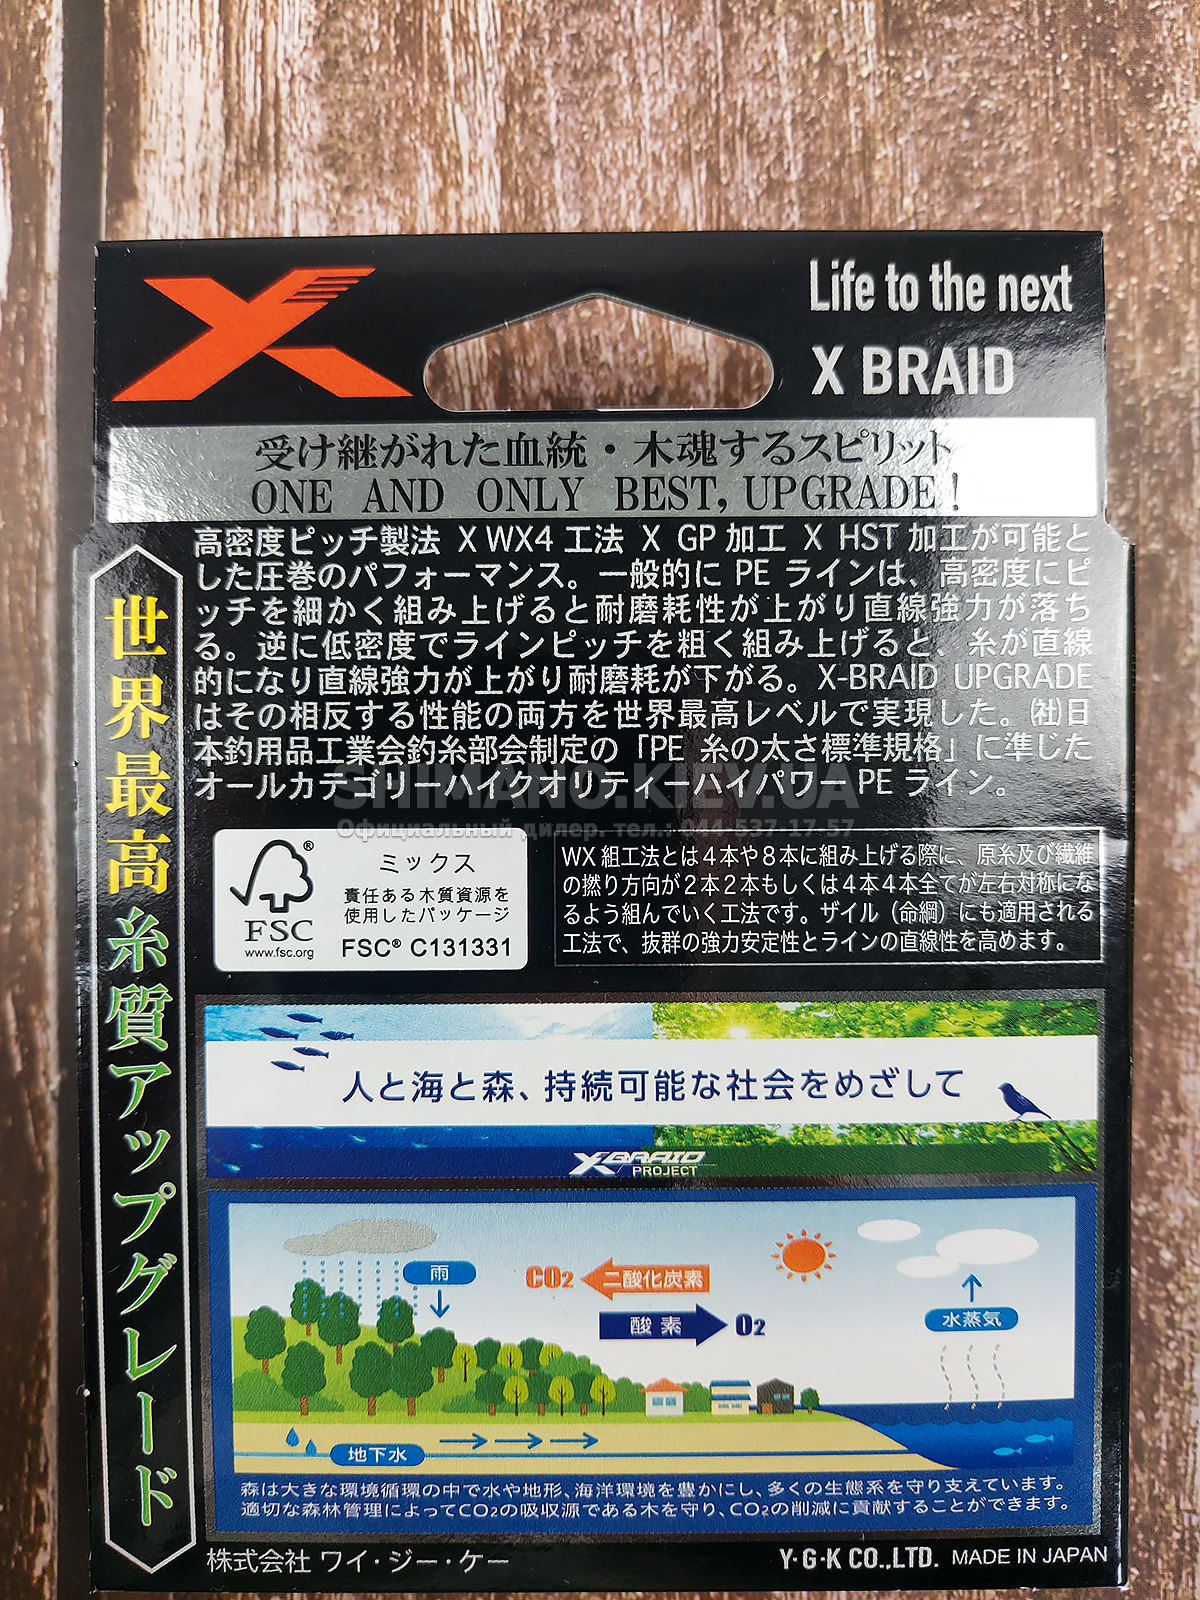 Life to the next
X BRAID
受け継がれた血統・木魂するスピリット
ONE AND ONLY BEST, UPGRADE!
高密度ピッチ製法 X WX4 工法 X GP 加工 X HST 加工が可能と
した圧巻のパフォーマンス。一般的に PE ラインは、高密度にピ
ッチを細かく組み上げると耐磨耗性が上がり直線強力が落ち
る。逆に低密度でラインピッチを粗く組み上げると、糸が直線
的になり直線強力が上がり耐磨耗が下がる。X-BRAID UPGRADE
はその相反する性能の両方を世界最高レベルで実現した。㈳日
本釣用品工業会釣糸部会制定の「PE 糸の太さ標準規格」に準じた
オールカテゴリーハイクオリティーハイパワー PE ライン。
SHIMANO.KIEV.UA
Официальный дилер. тел.: 044-537-17-57
世界最高 糸質アップグレード
FSC®
www.fsc.org
ミックス
責任ある木質資源を
使用したパッケージ
FSC® C131331
WX 組工法とは4本や8本に組み上げる際に、原糸及び繊維
の撚り方向が2本2本もしくは4本4本全てが左右対称にな
るよう組んでいく工法です。ザイル（命綱）にも適用される
工法で、抜群の強力安定性とラインの直線性を高めます。
人と海と森、持続可能な社会をめざして
XBRAID
PROJECT
雨
CO2 二酸化炭素
酸素 O2
水蒸気
地下水
森は大きな環境循環の中で水や地形、海洋環境を豊かにし、多くの生態系を守り支えています。
適切な森林管理によってCO2の吸収源である木を守り、CO2の削減に貢献することができます。
株式会社 ワイ・ジー・ケー
Y·G·K CO.,LTD. MADE IN JAPAN